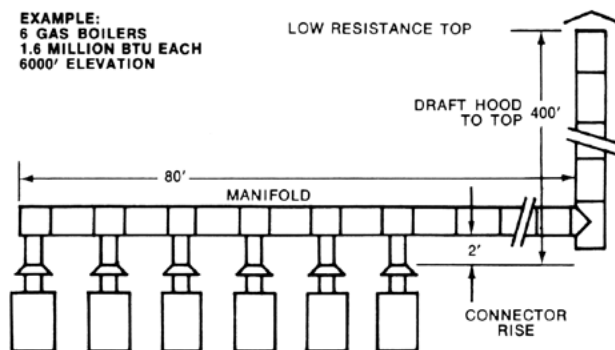 EXAMPLE:
6 GAS BOILERS
1.6 MILLION BTU EACH
6000' ELEVATION
LOW RESISTANCE TOP
DRAFT HOOD
TO TOP
400'
80'
MANIFOLD
2'
CONNECTOR
RISE